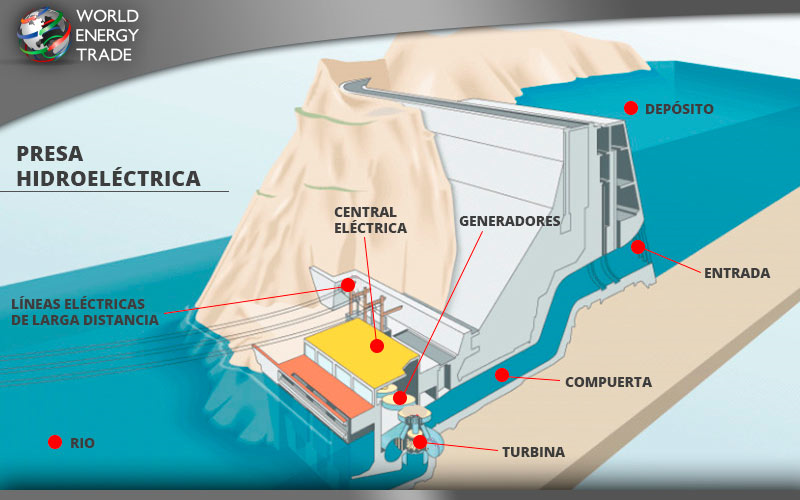 WORLD
ENERGY
TRADE
PRESA
HIDROELÉCTRICA
DEPÓSITO
CENTRAL
ELÉCTRICA
GENERADORES
ENTRADA
LÍNEAS ELÉCTRICAS
DE LARGA DISTANCIA
COMPUERTA
RIO
TURBINA